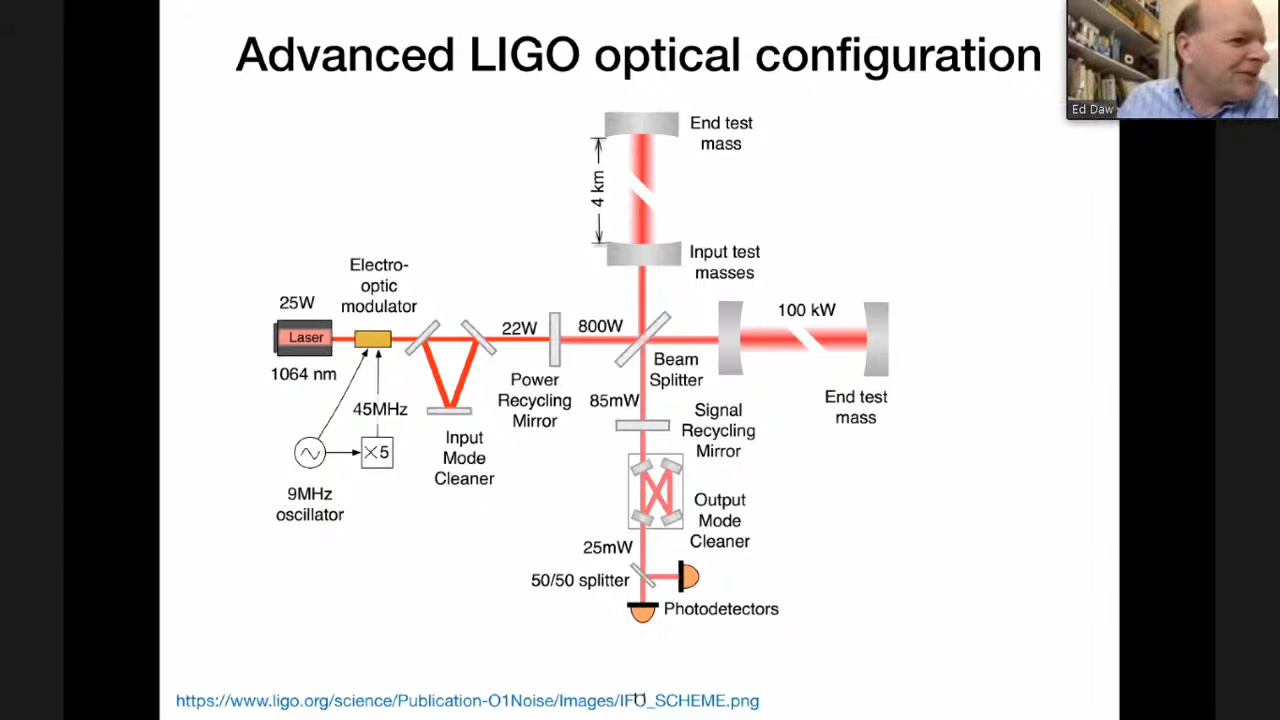 Advanced LIGO optical configuration
Ed Daw
End test
mass
4 km
Input test
masses
Electro-
optic
modulator
25W
Laser
1064 nm
22W
800W
100 kW
Beam
Splitter
End test
mass
Power
Recycling
Mirror
85mW
45MHz
Signal
Recycling
Mirror
Input
Mode
Cleaner
×5
9MHz
oscillator
Output
Mode
Cleaner
25mW
50/50 splitter
Photodetectors
https://www.ligo.org/science/Publication-O1Noise/Images/IFO_SCHEME.png